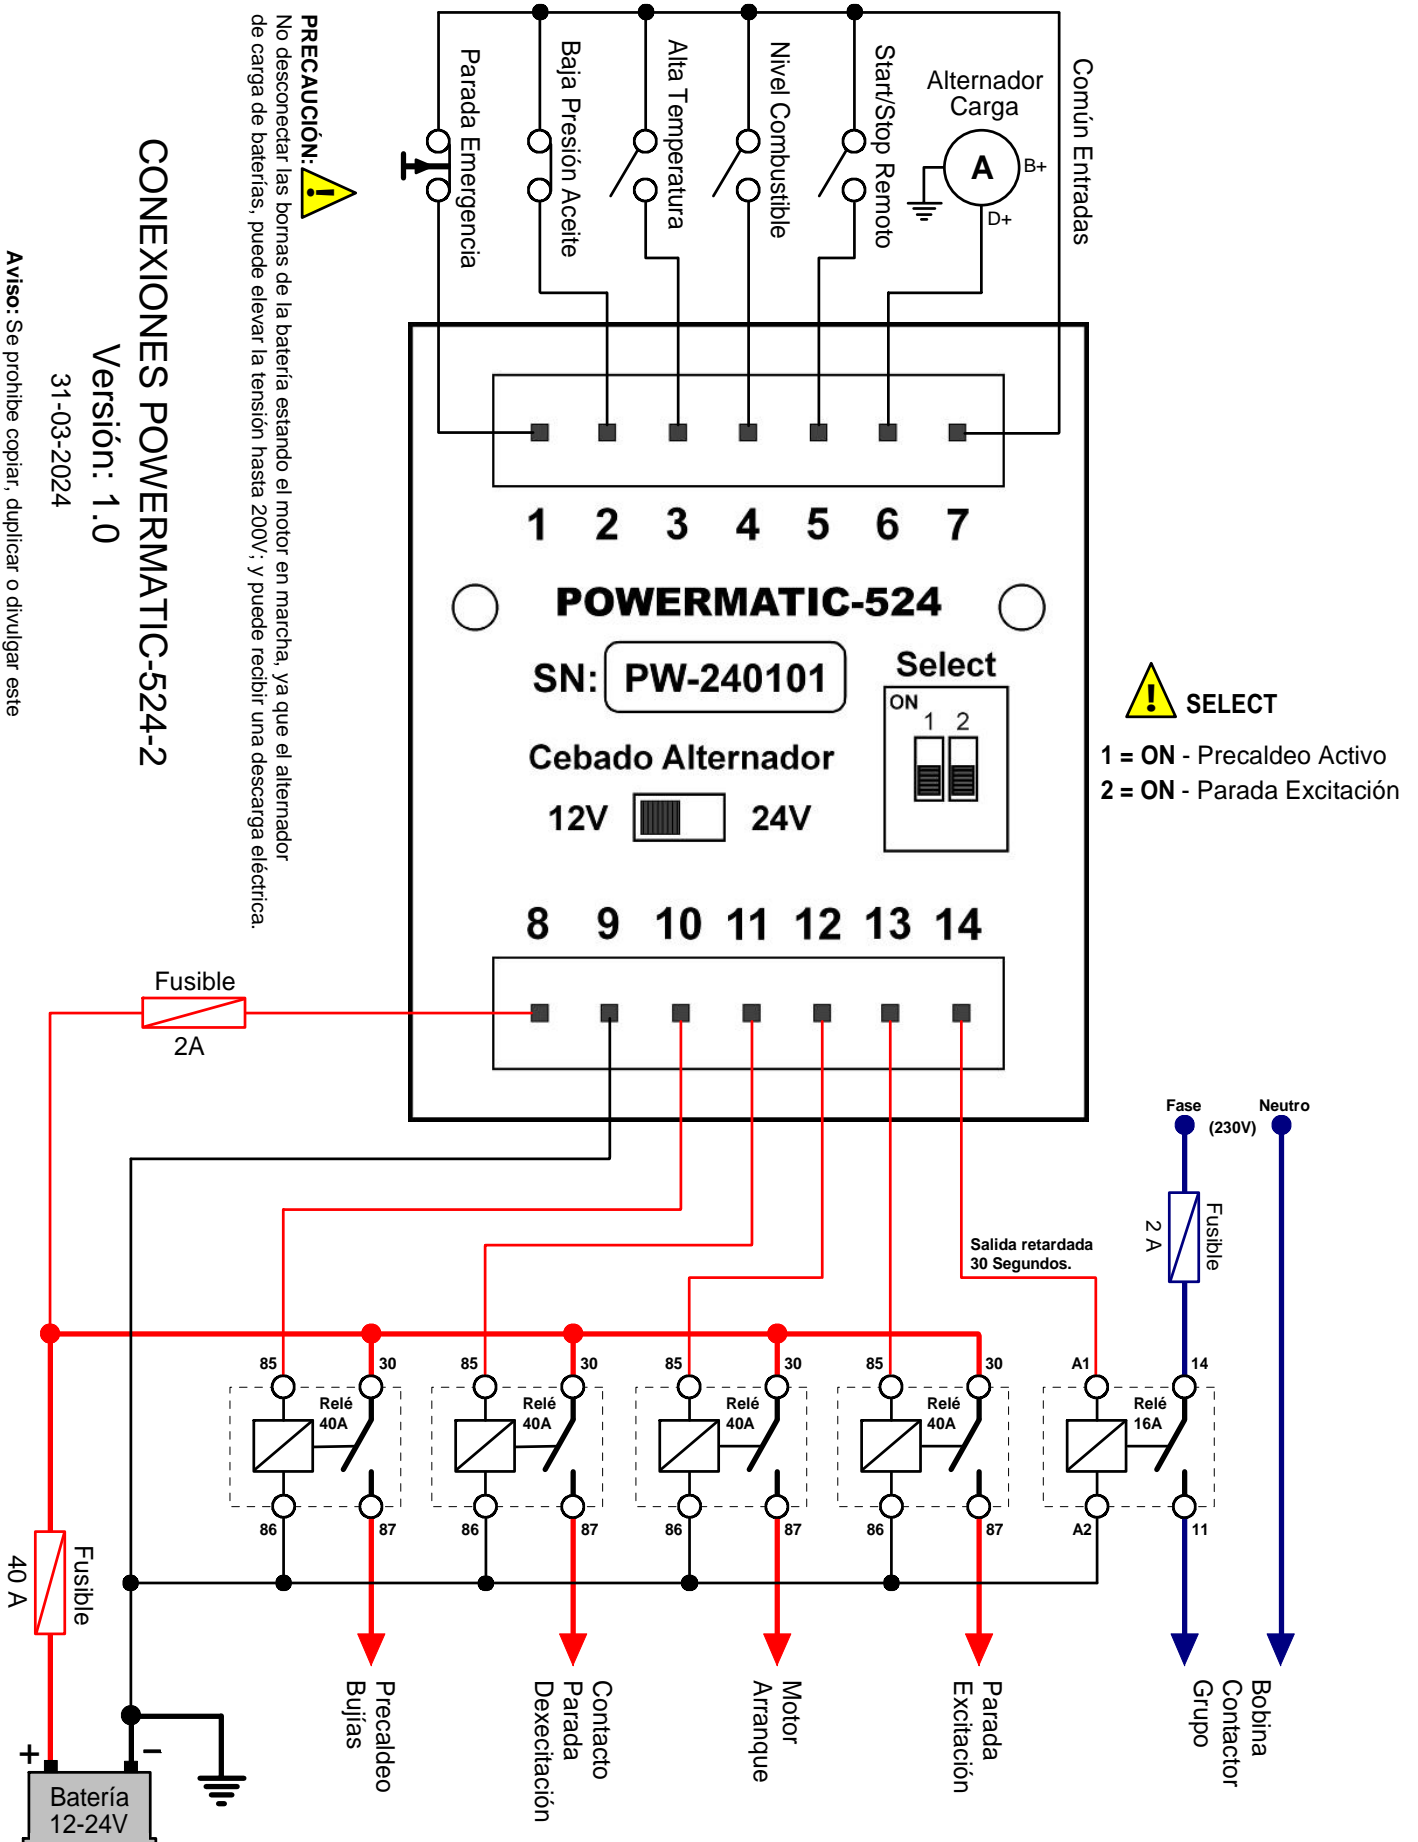 Común Entradas
Alternador
Carga
A
B+
D+
Start/Stop Remoto
Nivel Combustible
Alta Temperatura
Baja Presión Aceite
Parada Emergencia
PRECAUCIÓN:
No desconectar las bornas de la batería estando el motor en marcha, ya que el alternador
de carga de baterías, puede elevar la tensión hasta 200V; y puede recibir una descarga eléctrica.
CONEXIONES POWERMATIC-524-2
Versión: 1.0
31-03-2024
Aviso: Se prohibe copiar, duplicar o divulgar este
1 2 3 4 5 6 7
POWERMATIC-524
SN: PW-240101
Select
ON
1 2
Cebado Alternador
12V 24V
! SELECT
1 = ON - Precaldeo Activo
2 = ON - Parada Excitación
8 9 10 11 12 13 14
Fusible
2A
Fase (230V) Neutro
Fusible
2 A
Salida retardada
30 Segundos.
85 30 85 30 85 30 85 30 A1 14
Relé
40A
Relé
40A
Relé
40A
Relé
40A
Relé
16A
86 87 86 87 86 87 86 87 A2 11
Fusible
40 A
Precaldeo
Bujías
Contacto
Parada
Dexecitación
Motor
Arranque
Parada
Excitación
Bobina
Contactor
Grupo
+ −
Batería
12-24V